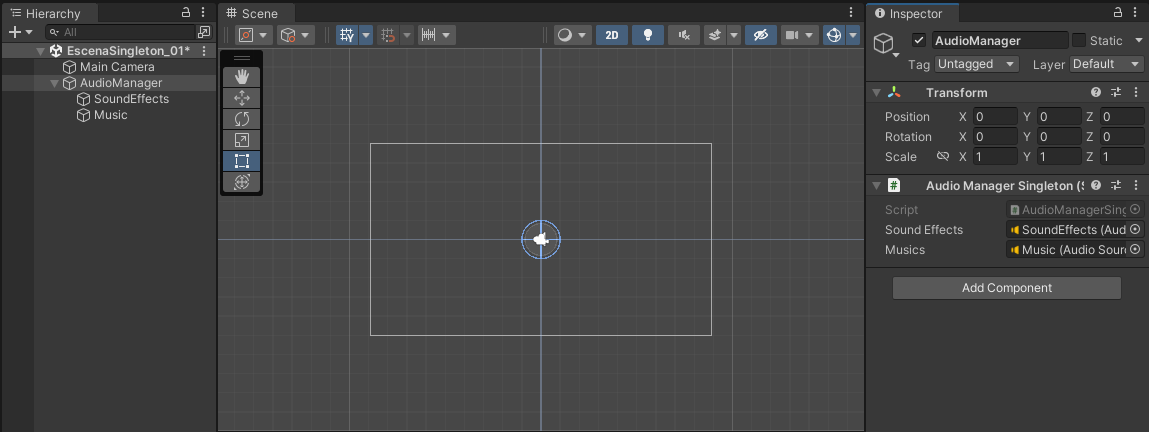 Hierarchy
All
EscenaSingleton_01*
Main Camera
AudioManager
SoundEffects
Music
Scene
2D
Inspector
AudioManager
Static
Tag Untagged Layer Default
Transform
Position X 0 Y 0 Z 0
Rotation X 0 Y 0 Z 0
Scale X 1 Y 1 Z 1
# Audio Manager Singleton (S
Script # AudioManagerSing
Sound Effects SoundEffects (Aud
Musics Music (Audio Sour
Add Component